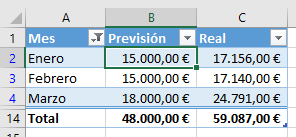 A B C
1 Mes Previsión Real
2 Enero 15.000,00 € 17.156,00 €
3 Febrero 15.000,00 € 17.140,00 €
4 Marzo 18.000,00 € 24.791,00 €
14 Total 48.000,00 € 59.087,00 €